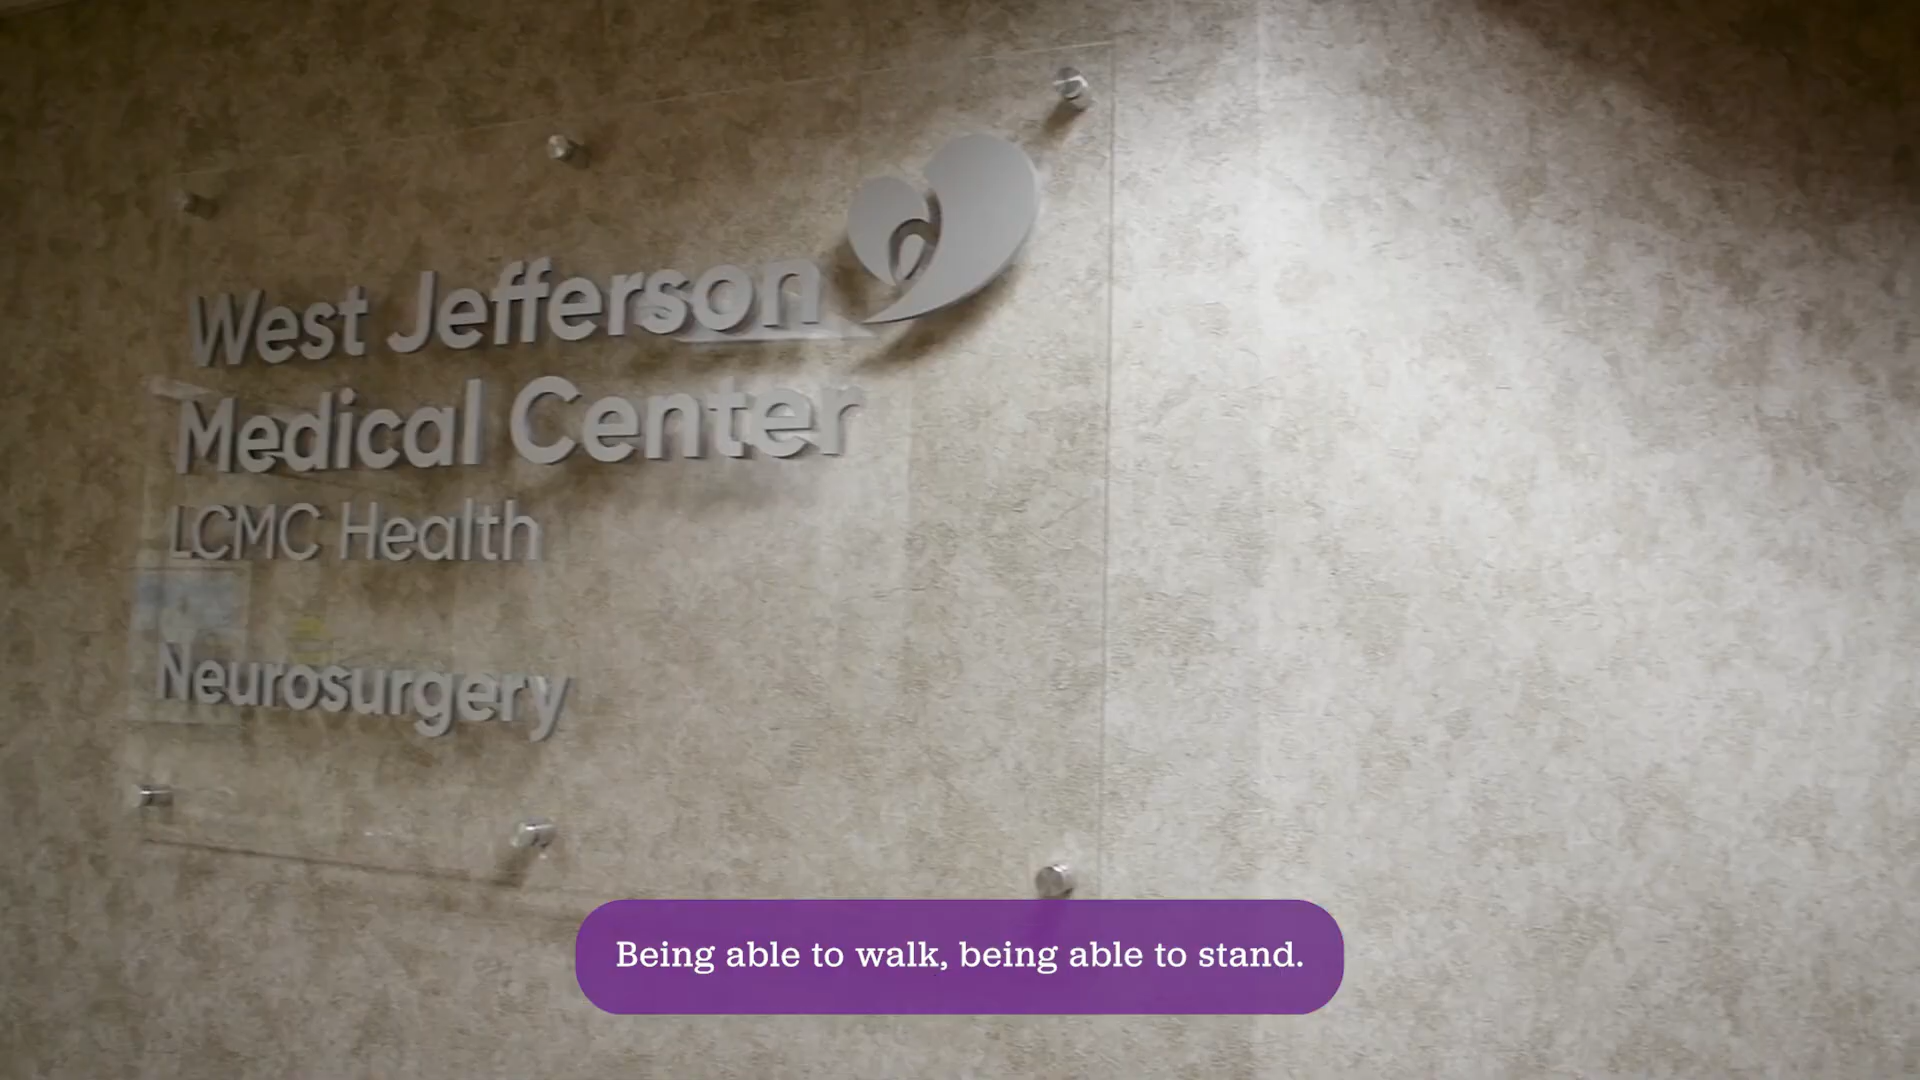 West Jefferson
Medical Center
LCMC Health
Neurosurgery
Being able to walk, being able to stand.